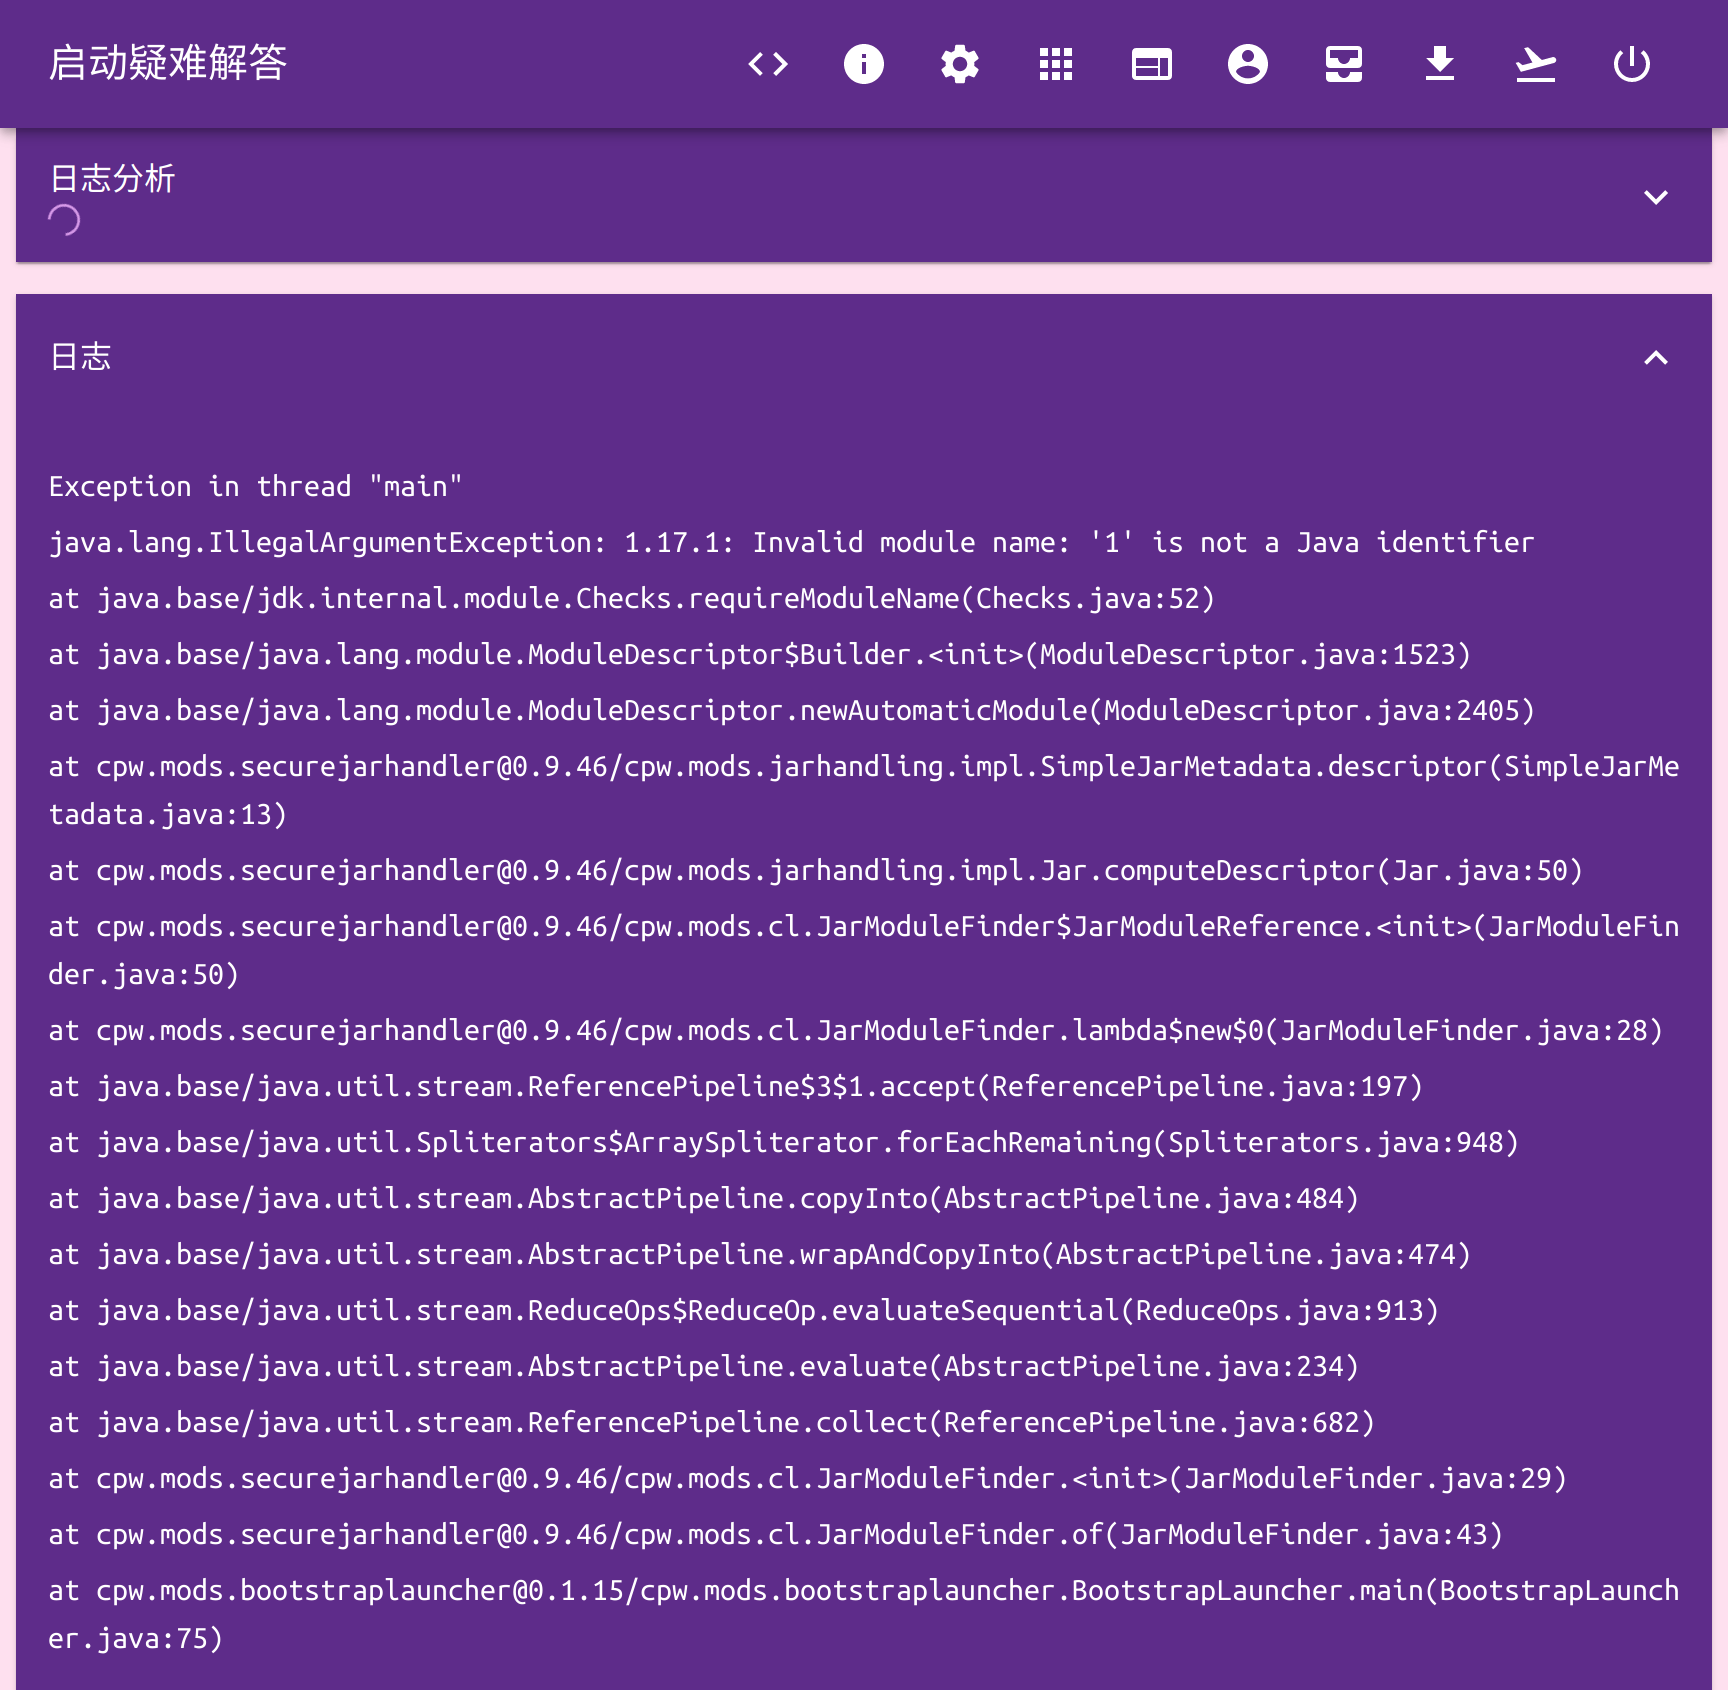 启动疑难解答
日志分析
日志
Exception in thread "main"
java.lang.IllegalArgumentException: 1.17.1: Invalid module name: '1' is not a Java identifier
at java.base/jdk.internal.module.Checks.requireModuleName(Checks.java:52)
at java.base/java.lang.module.ModuleDescriptor$Builder.<init>(ModuleDescriptor.java:1523)
at java.base/java.lang.module.ModuleDescriptor.newAutomaticModule(ModuleDescriptor.java:2405)
at cpw.mods.securejarhandler@0.9.46/cpw.mods.jarhandling.impl.SimpleJarMetadata.descriptor(SimpleJarMe
tadata.java:13)
at cpw.mods.securejarhandler@0.9.46/cpw.mods.jarhandling.impl.Jar.computeDescriptor(Jar.java:50)
at cpw.mods.securejarhandler@0.9.46/cpw.mods.cl.JarModuleFinder$JarModuleReference.<init>(JarModuleFin
der.java:50)
at cpw.mods.securejarhandler@0.9.46/cpw.mods.cl.JarModuleFinder.lambda$new$0(JarModuleFinder.java:28)
at java.base/java.util.stream.ReferencePipeline$3$1.accept(ReferencePipeline.java:197)
at java.base/java.util.Spliterators$ArraySpliterator.forEachRemaining(Spliterators.java:948)
at java.base/java.util.stream.AbstractPipeline.copyInto(AbstractPipeline.java:484)
at java.base/java.util.stream.AbstractPipeline.wrapAndCopyInto(AbstractPipeline.java:474)
at java.base/java.util.stream.ReduceOps$ReduceOp.evaluateSequential(ReduceOps.java:913)
at java.base/java.util.stream.AbstractPipeline.evaluate(AbstractPipeline.java:234)
at java.base/java.util.stream.ReferencePipeline.collect(ReferencePipeline.java:682)
at cpw.mods.securejarhandler@0.9.46/cpw.mods.cl.JarModuleFinder.<init>(JarModuleFinder.java:29)
at cpw.mods.securejarhandler@0.9.46/cpw.mods.cl.JarModuleFinder.of(JarModuleFinder.java:43)
at cpw.mods.bootstraplauncher@0.1.15/cpw.mods.bootstraplauncher.BootstrapLauncher.main(BootstrapLaunch
er.java:75)